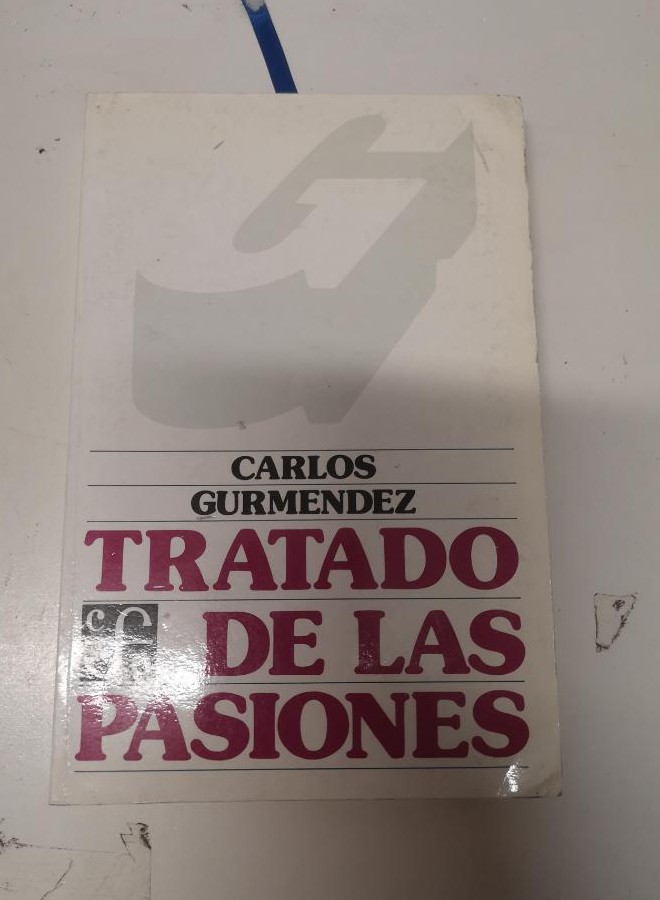 CARLOS
GURMENDEZ
TRATADO
DE LAS
PASIONES